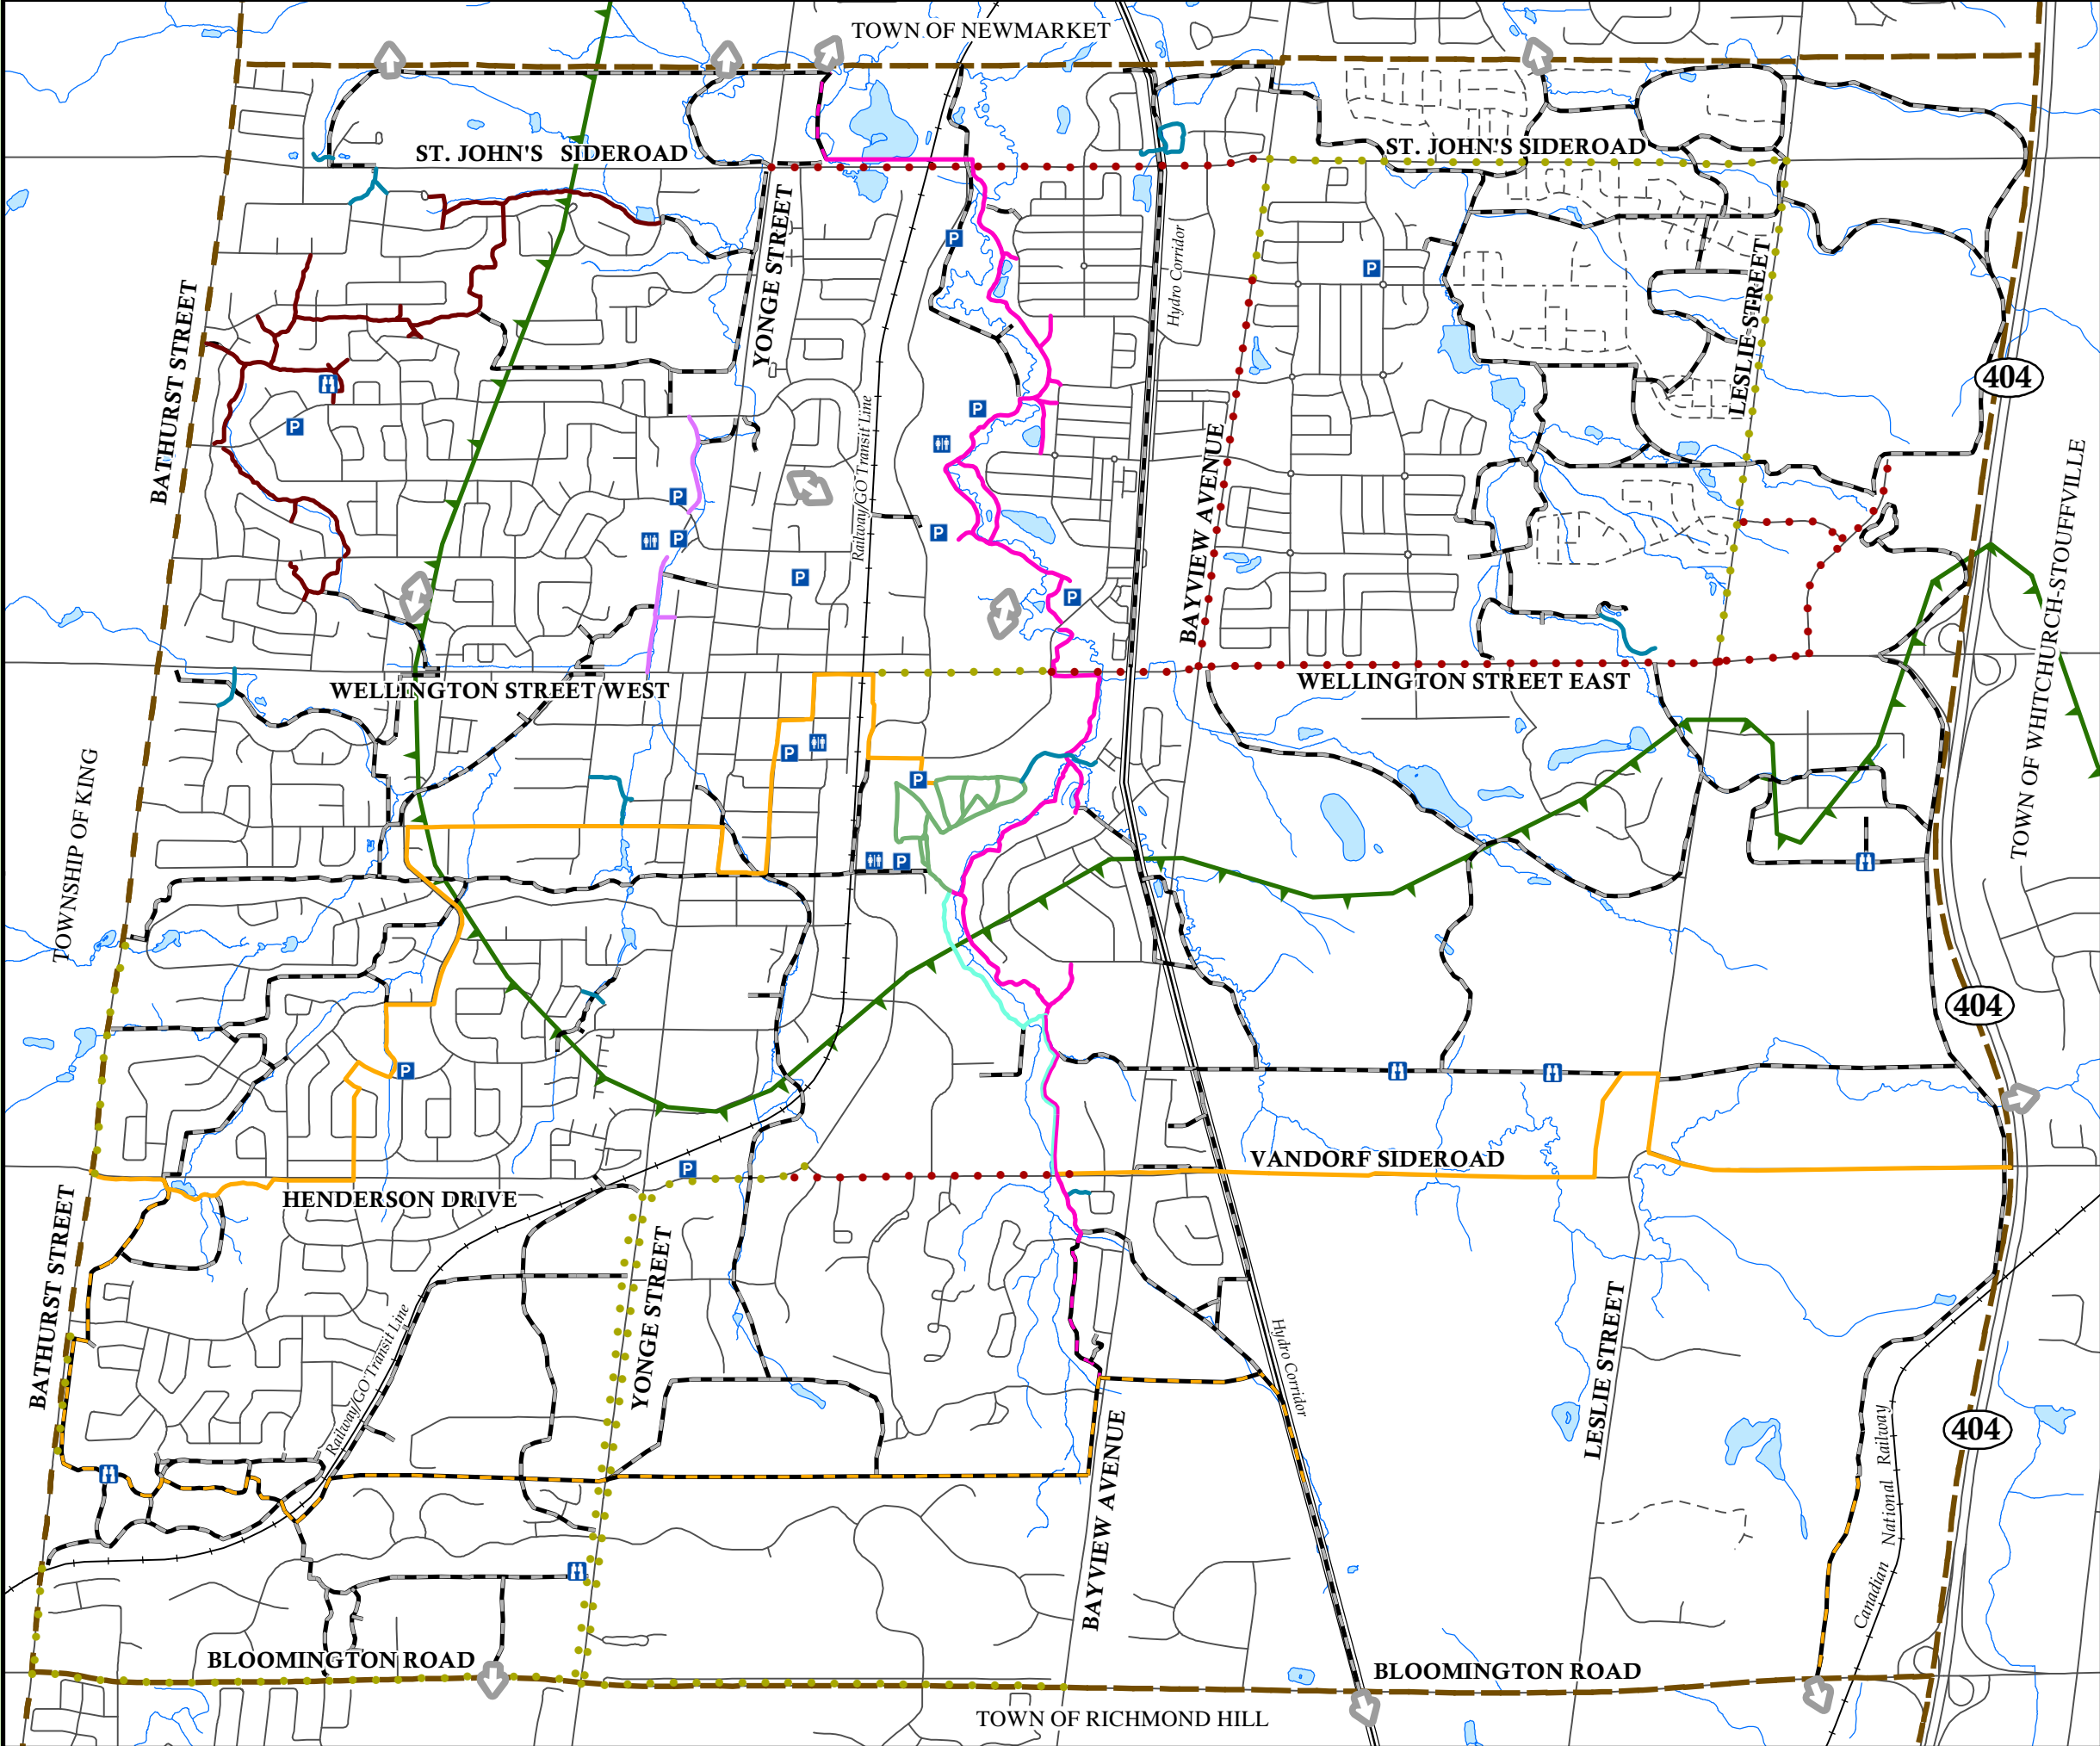 TOWN OF NEWMARKET
ST. JOHN'S SIDEROAD
ST. JOHN'S SIDEROAD
YONGE STREET
Hydro Corridor
P
P
LESLIE STREET
BATHURST STREET
404
P
P
Railway/GO Transit Line
BAYVIEW AVENUE
TOWN OF WHITCHURCH-STOUFFVILLE
P
P
P
P
P
WELLINGTON STREET WEST
WELLINGTON STREET EAST
P
P
TOWNSHIP OF KING
P
404
P
VANDORF SIDEROAD
P
HENDERSON DRIVE
BATHURST STREET
YONGE STREET
Railway/GO Transit Line
Hydro Corridor
LESLIE STREET
404
BAYVIEW AVENUE
Canadian National Railway
BLOOMINGTON ROAD
BLOOMINGTON ROAD
TOWN OF RICHMOND HILL